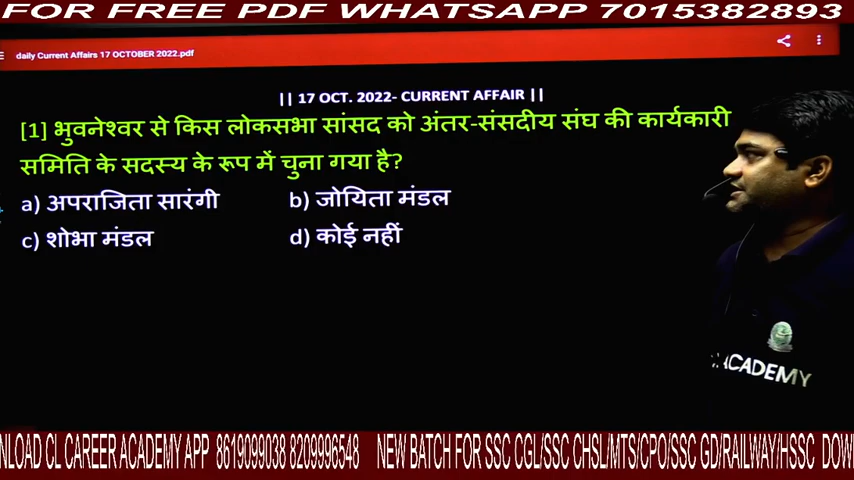 FOR FREE PDF WHATSAPP 7015382893
daily Current Affairs 17 OCTOBER 2022.pdf
|| 17 OCT. 2022- CURRENT AFFAIR ||
[1] भुवनेश्वर से किस लोकसभा सांसद को अंतर-संसदीय संघ की कार्यकारी
समिति के सदस्य के रूप में चुना गया है?
a) अपराजिता सारंगी b) जोयिता मंडल
c) शोभा मंडल d) कोई नहीं
ACADEMY
NLOAD CL CAREER ACADEMY APP 8619099038 8209996548 NEW BATCH FOR SSC CGL/SSC CHSL/MTS/CPO/SSC GD/RAILWAY/HSSC DOW